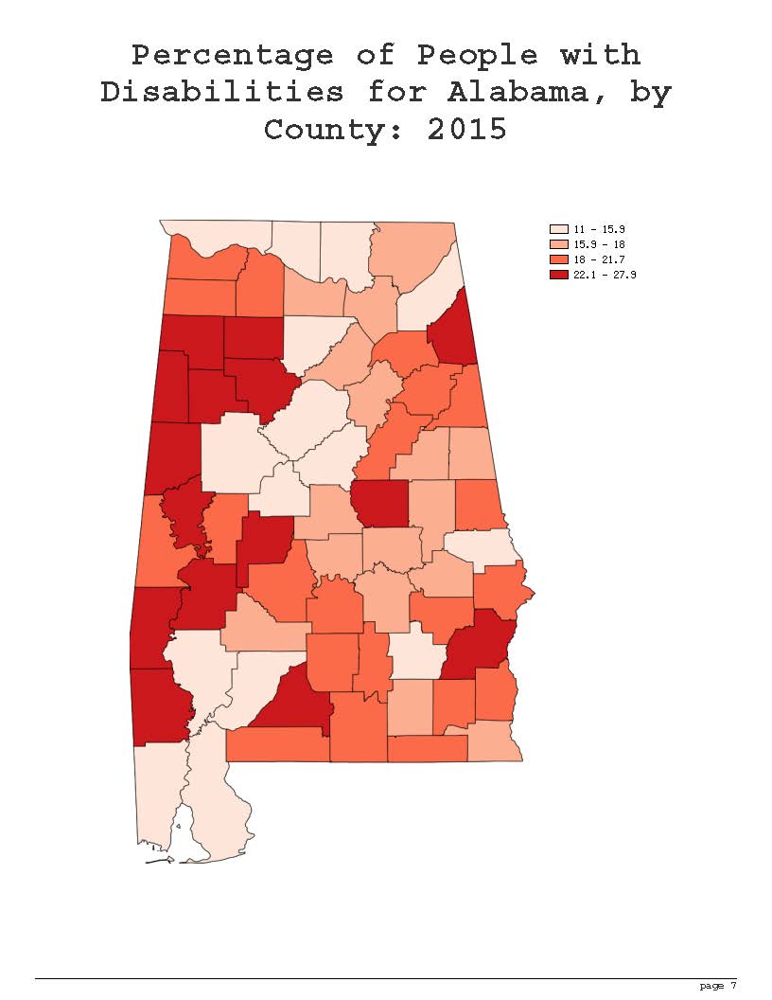 Percentage of People with
Disabilities for Alabama, by
County: 2015
11 - 15.9
15.9 - 18
18 - 21.7
22.1 - 27.9
page 7